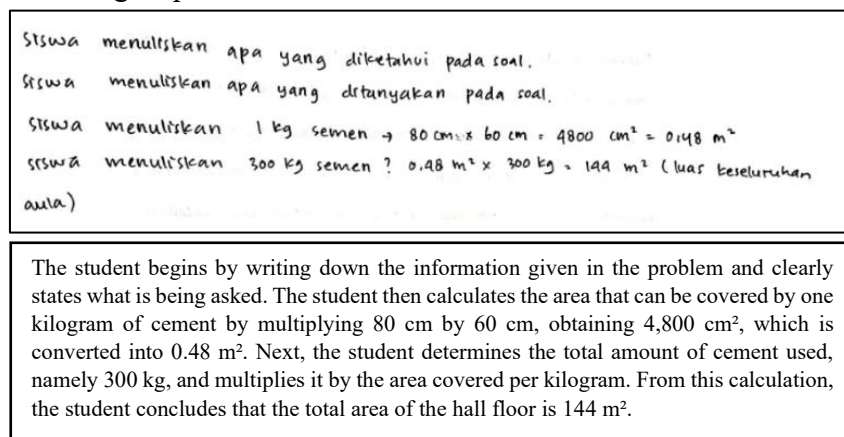 siswa menuliskan apa yang diketahui pada soal.
siswa menuliskan apa yang ditanyakan pada soal.
siswa menuliskan 1 kg semen → 80 cm x 60 cm = 4800 cm² = 0,48 m²
siswa menuliskan 300 kg semen ? 0.48 m² x 300 kg = 144 m² (luas keseluruhan
aula)
The student begins by writing down the information given in the problem and clearly
states what is being asked. The student then calculates the area that can be covered by one
kilogram of cement by multiplying 80 cm by 60 cm, obtaining 4,800 cm², which is
converted into 0.48 m². Next, the student determines the total amount of cement used,
namely 300 kg, and multiplies it by the area covered per kilogram. From this calculation,
the student concludes that the total area of the hall floor is 144 m².